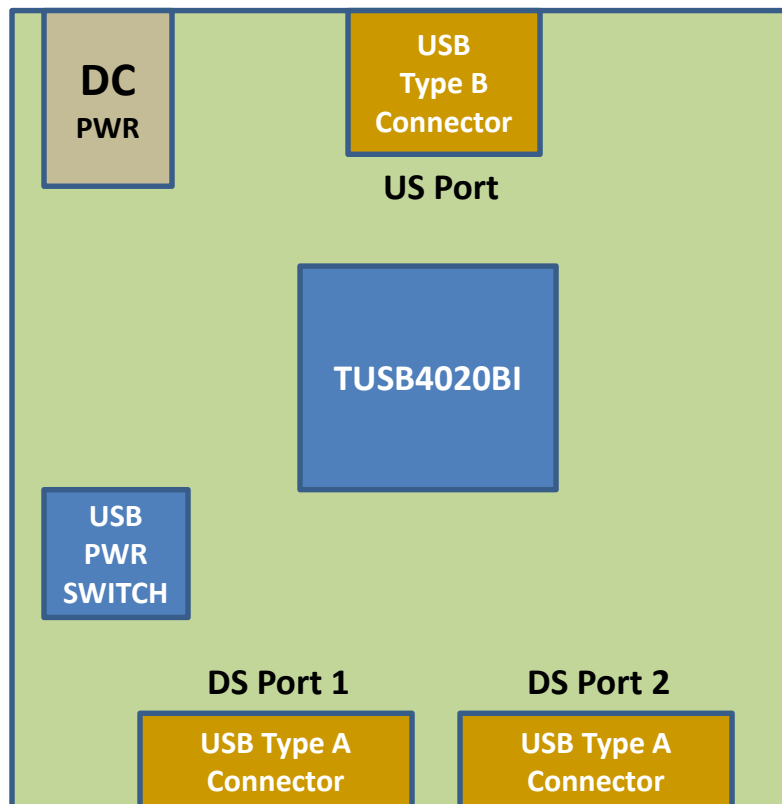 DC
PWR
USB
Type B
Connector
US Port
TUSB4020BI
USB
PWR
SWITCH
DS Port 1
DS Port 2
USB Type A
Connector
USB Type A
Connector